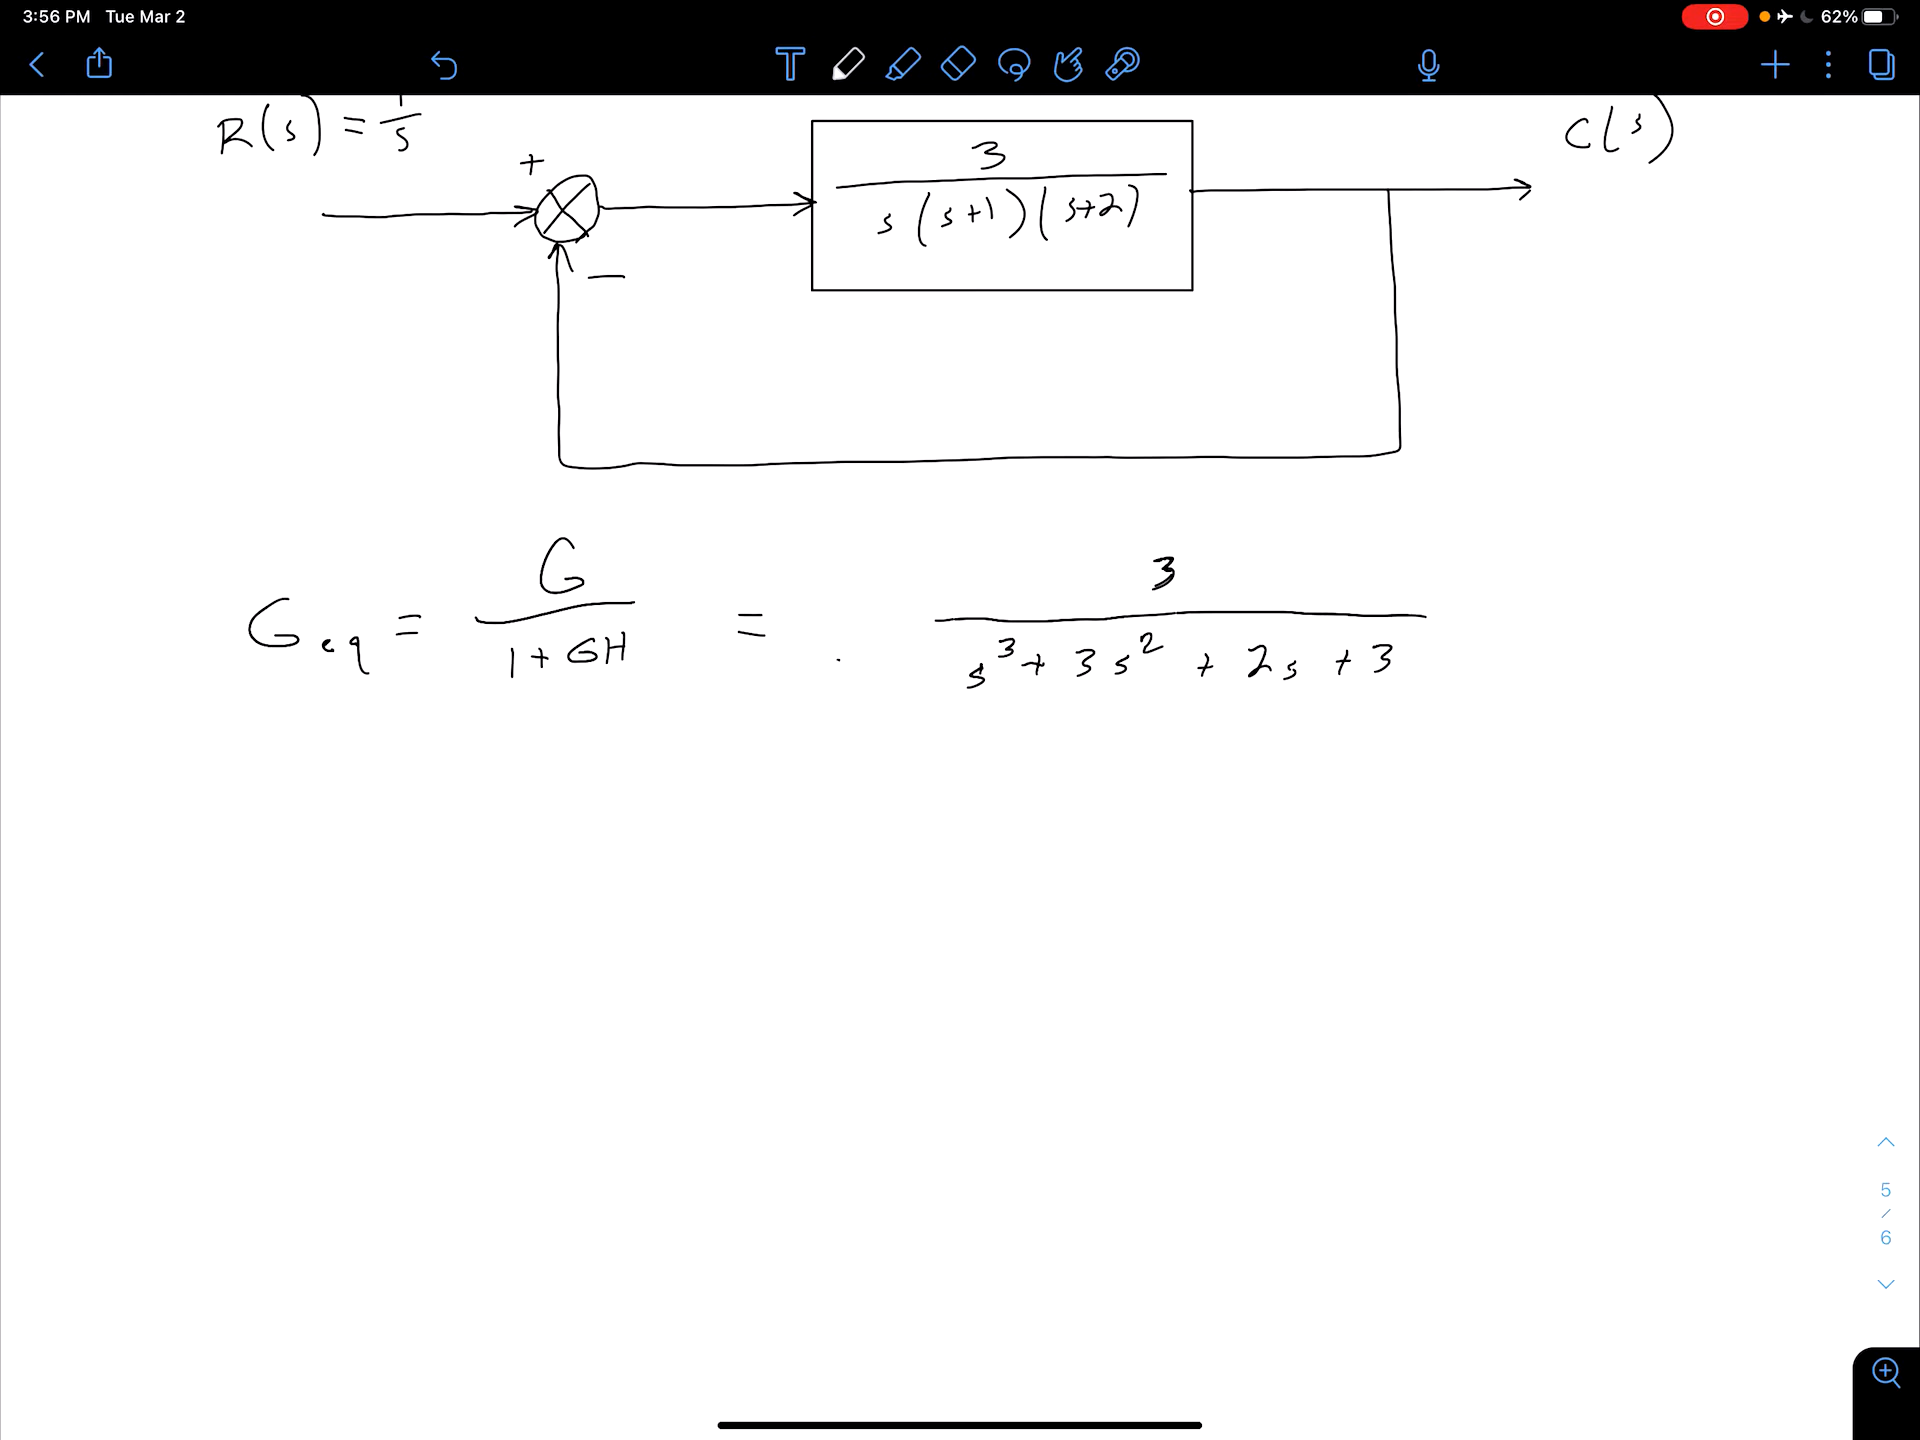 3:56 PM Tue Mar 2
62%
R(s) = 1/s
+
3
s(s+1)(s+2)
C(s)
−
G_eq = G/(1+GH) = 3/(s³ + 3s² + 2s + 3)
5
/
6